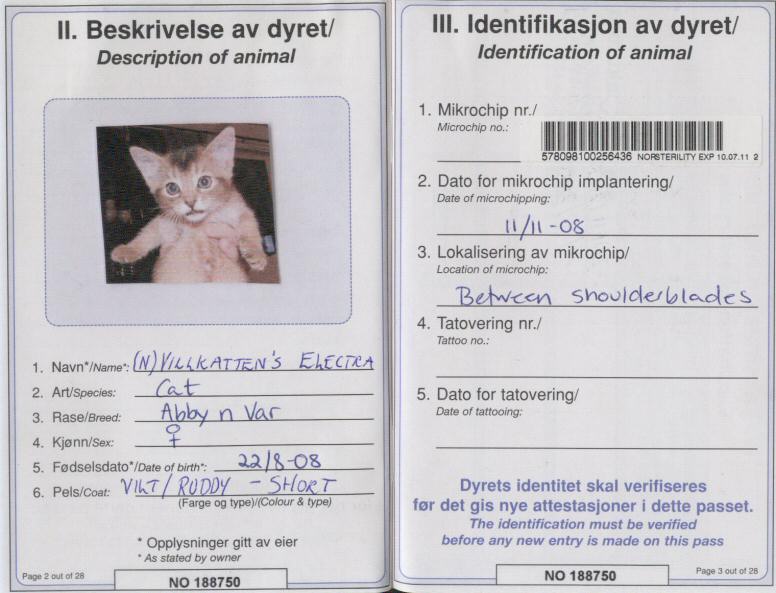 II. Beskrivelse av dyret/
Description of animal
1. Navn*/Name*: (N) VILLKATTEN'S ELECTRA
2. Art/Species: Cat
3. Rase/Breed: Abby n var
4. Kjønn/Sex: ♀
5. Fødselsdato*/Date of birth*: 22/8-08
6. Pels/Coat: VILT/RUDDY - SHORT
(Farge og type)/(Colour & type)
* Opplysninger gitt av eier
* As stated by owner
Page 2 out of 28
NO 188750
III. Identifikasjon av dyret/
Identification of animal
1. Mikrochip nr./
Microchip no.:
578098100256436 NORSTERILITY EXP 10.07.11 2
2. Dato for mikrochip implantering/
Date of microchipping:
11/11-08
3. Lokalisering av mikrochip/
Location of microchip:
Between shoulderblades
4. Tatovering nr./
Tattoo no.:
5. Dato for tatovering/
Date of tattooing:
Dyrets identitet skal verifiseres
før det gis nye attestasjoner i dette passet.
The identification must be verified
before any new entry is made on this pass
NO 188750
Page 3 out of 28